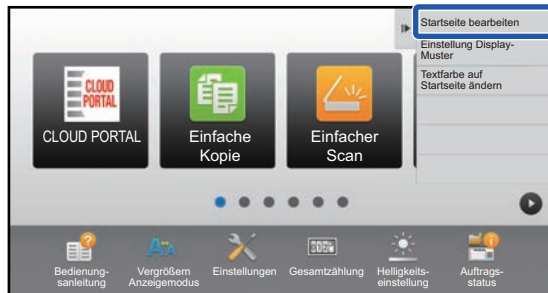 Startseite bearbeiten
Einstellung Display-
Muster
Textfarbe auf
Startseite ändern
CLOUD
PORTAL
CLOUD PORTAL
Einfache
Kopie
Einfacher
Scan
Bedienungs-
anleitung
Vergrößern
Anzeigemodus
Einstellungen
Gesamtzählung
Helligkeits-
einstellung
Auftrags-
status